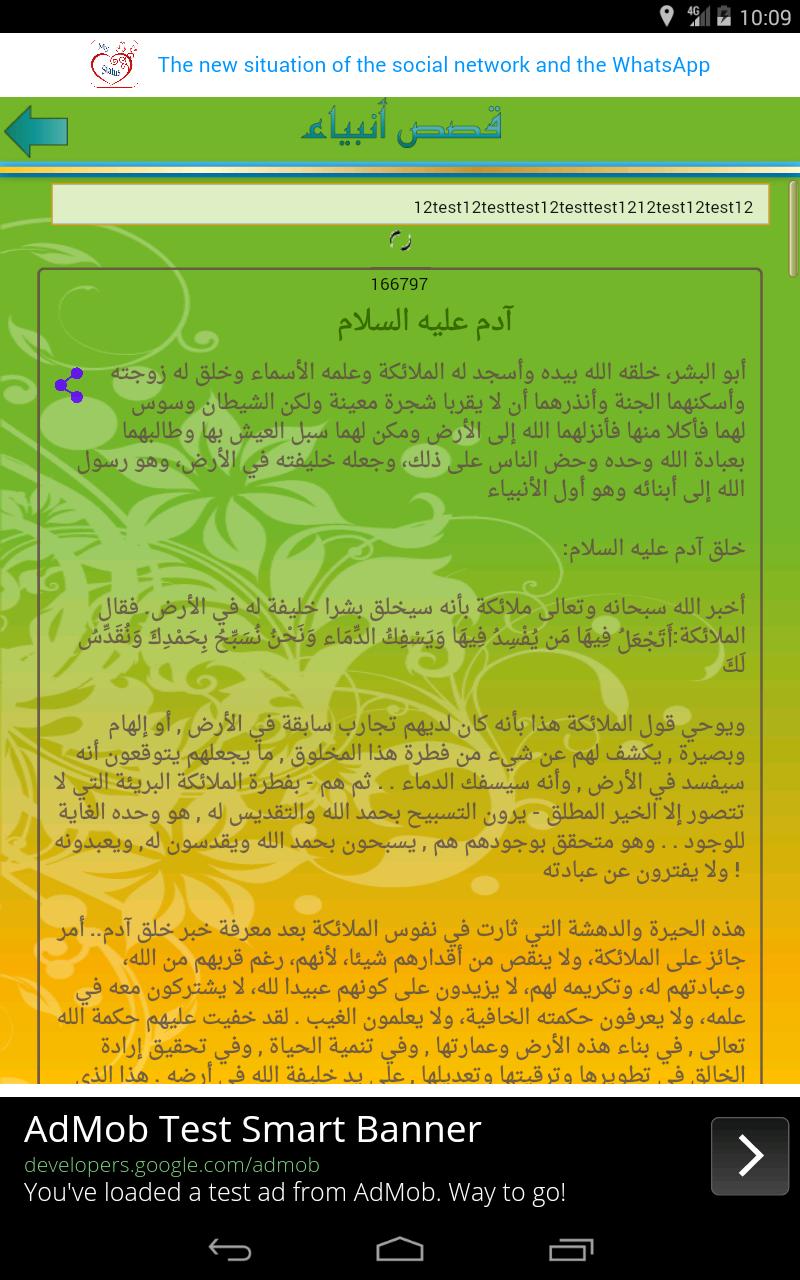 4G 10:09
My Status
The new situation of the social network and the WhatsApp
قصص أنبياء
12test12testtest12testtest1212test12test12
166797
آدم عليه السلام
أبو البشر، خلقه الله بيده وأسجد له الملائكة وعلمه الأسماء وخلق له زوجته
وأسكنهما الجنة وأنذرهما أن لا يقربا شجرة معينة ولكن الشيطان وسوس
لهما فأكلا منها فأنزلهما الله إلى الأرض ومكن لهما سبل العيش بها وطالبهما
بعبادة الله وحده وحض الناس على ذلك، وجعله خليفته في الأرض، وهو رسول
الله إلى أبنائه وهو أول الأنبياء
خلق آدم عليه السلام:
أخبر الله سبحانه وتعالى ملائكة بأنه سيخلق بشرا خليفة له في الأرض. فقال
الملائكة:أَتَجْعَلُ فِيهَا مَن يُفْسِدُ فِيهَا وَيَسْفِكُ الدِّمَاء وَنَحْنُ نُسَبِّحُ بِحَمْدِكَ وَنُقَدِّسُ
لَكَ
ويوحي قول الملائكة هذا بأنه كان لديهم تجارب سابقة في الأرض , أو إلهام
وبصيرة , يكشف لهم عن شيء من فطرة هذا المخلوق , ما يجعلهم يتوقعون أنه
سيفسد في الأرض , وأنه سيسفك الدماء . . ثم هم - بفطرة الملائكة البريئة التي لا
تتصور إلا الخير المطلق - يرون التسبيح بحمد الله والتقديس له , هو وحده الغاية
للوجود . . وهو متحقق بوجودهم هم , يسبحون بحمد الله ويقدسون له, ويعبدونه
ولا يفترون عن عبادته !
هذه الحيرة والدهشة التي ثارت في نفوس الملائكة بعد معرفة خبر خلق آدم.. أمر
جائز على الملائكة، ولا ينقص من أقدارهم شيئا، لأنهم، رغم قربهم من الله،
وعبادتهم له، وتكريمه لهم، لا يزيدون على كونهم عبيدا لله، لا يشتركون معه في
علمه، ولا يعرفون حكمته الخافية، ولا يعلمون الغيب . لقد خفيت عليهم حكمة الله
تعالى , في بناء هذه الأرض وعمارتها , وفي تنمية الحياة , وفي تحقيق إرادة
الخالق في تطويرها وترقيتها وتعديلها , على يد خليفة الله في أرضه . هذا الذي
AdMob Test Smart Banner
developers.google.com/admob
You've loaded a test ad from AdMob. Way to go!